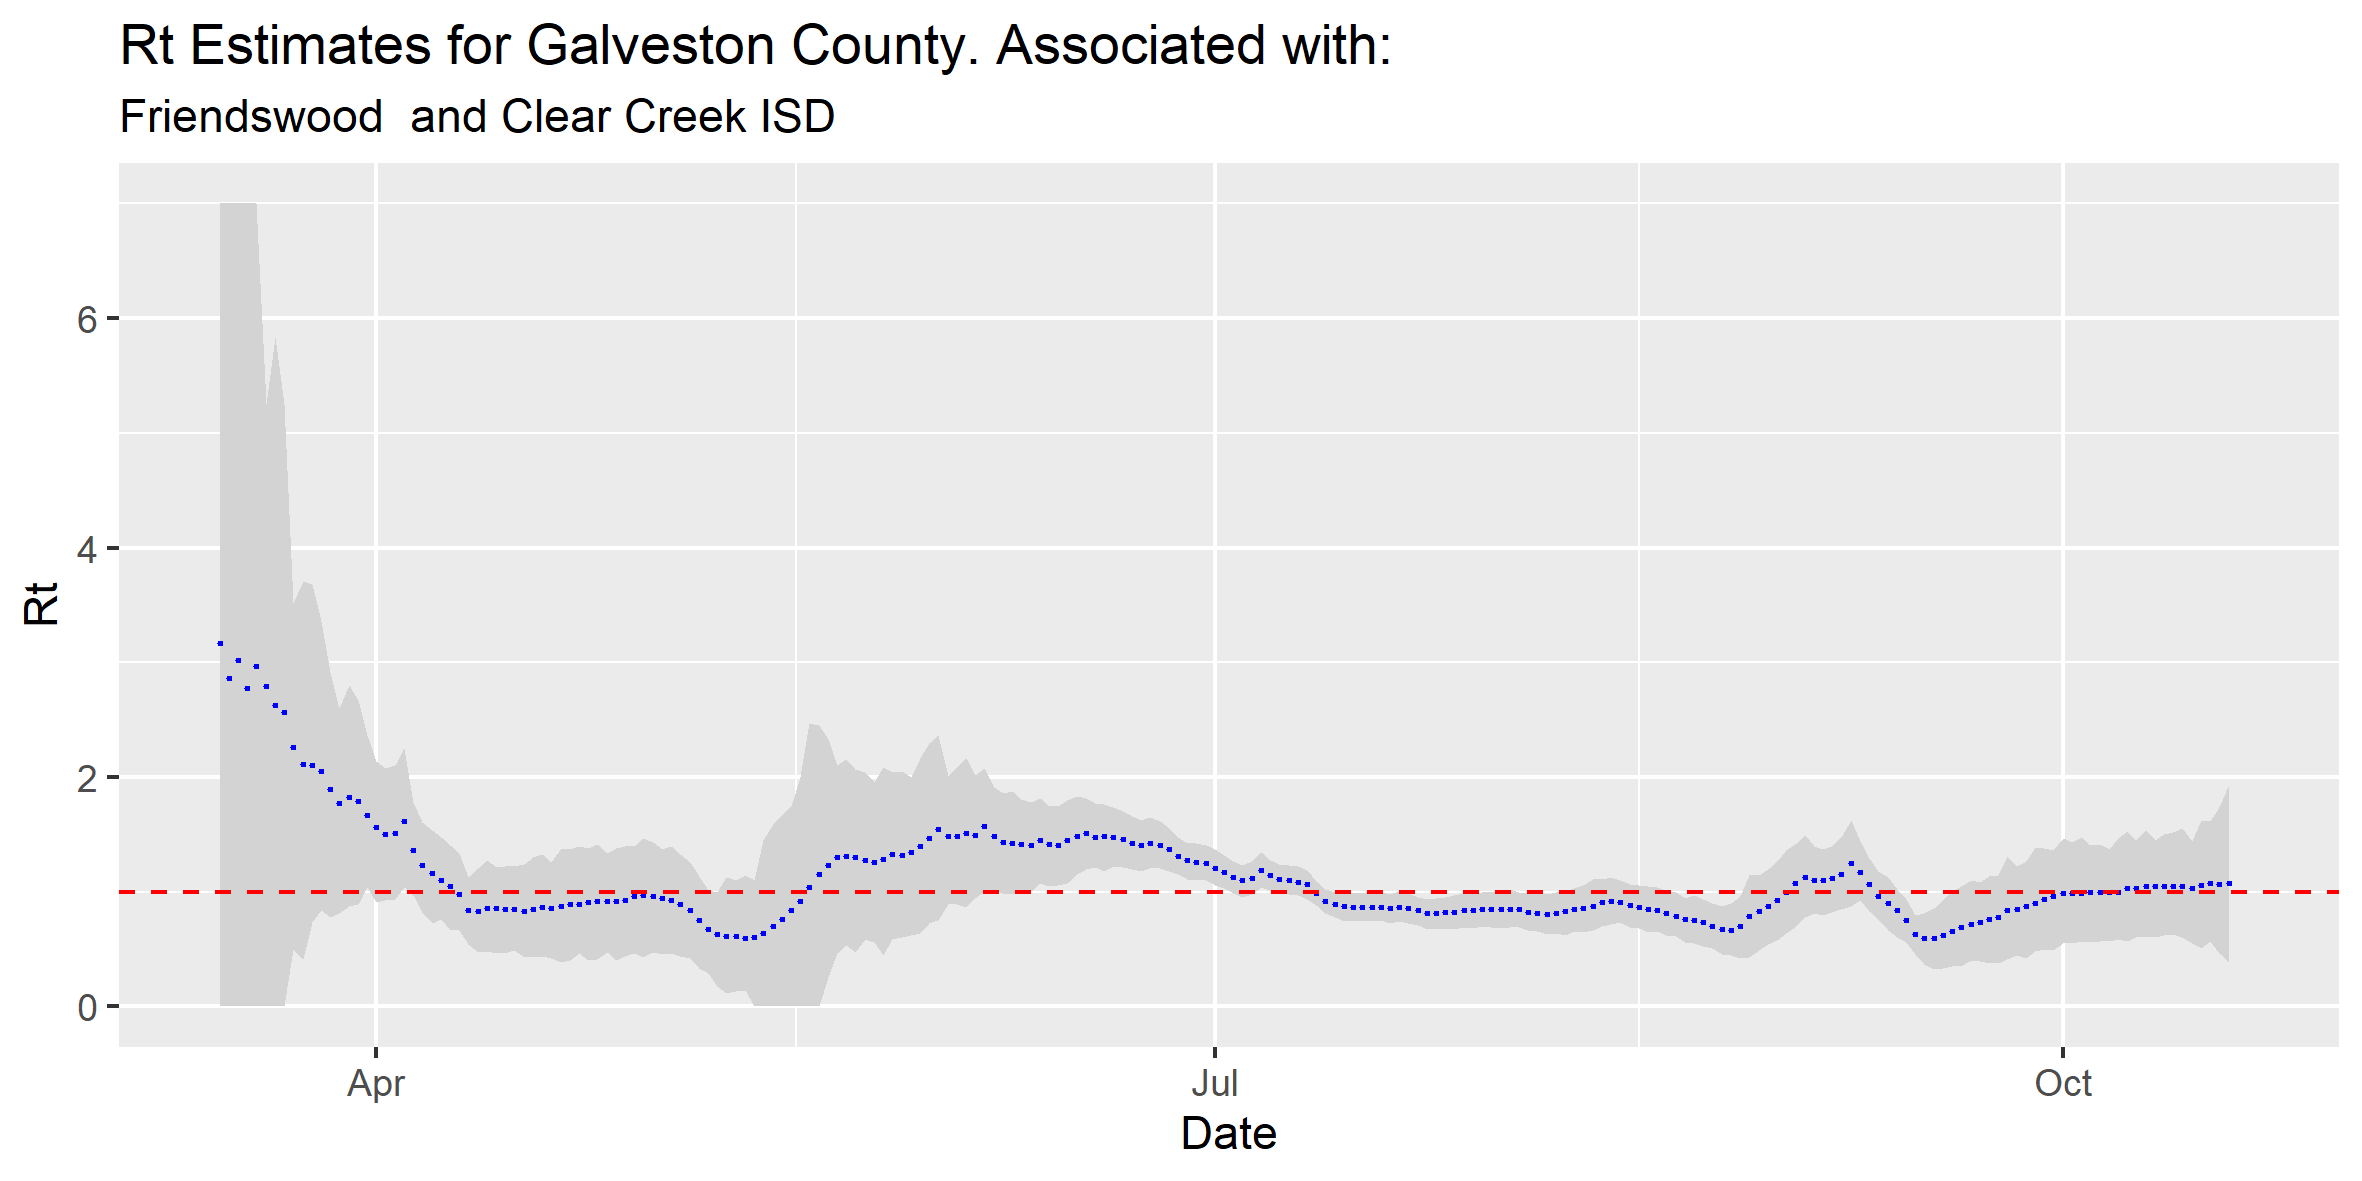 Rt Estimates for Galveston County. Associated with:
Friendswood  and Clear Creek ISD
6
4
2
0
Rt
Apr
Jul
Oct
Date